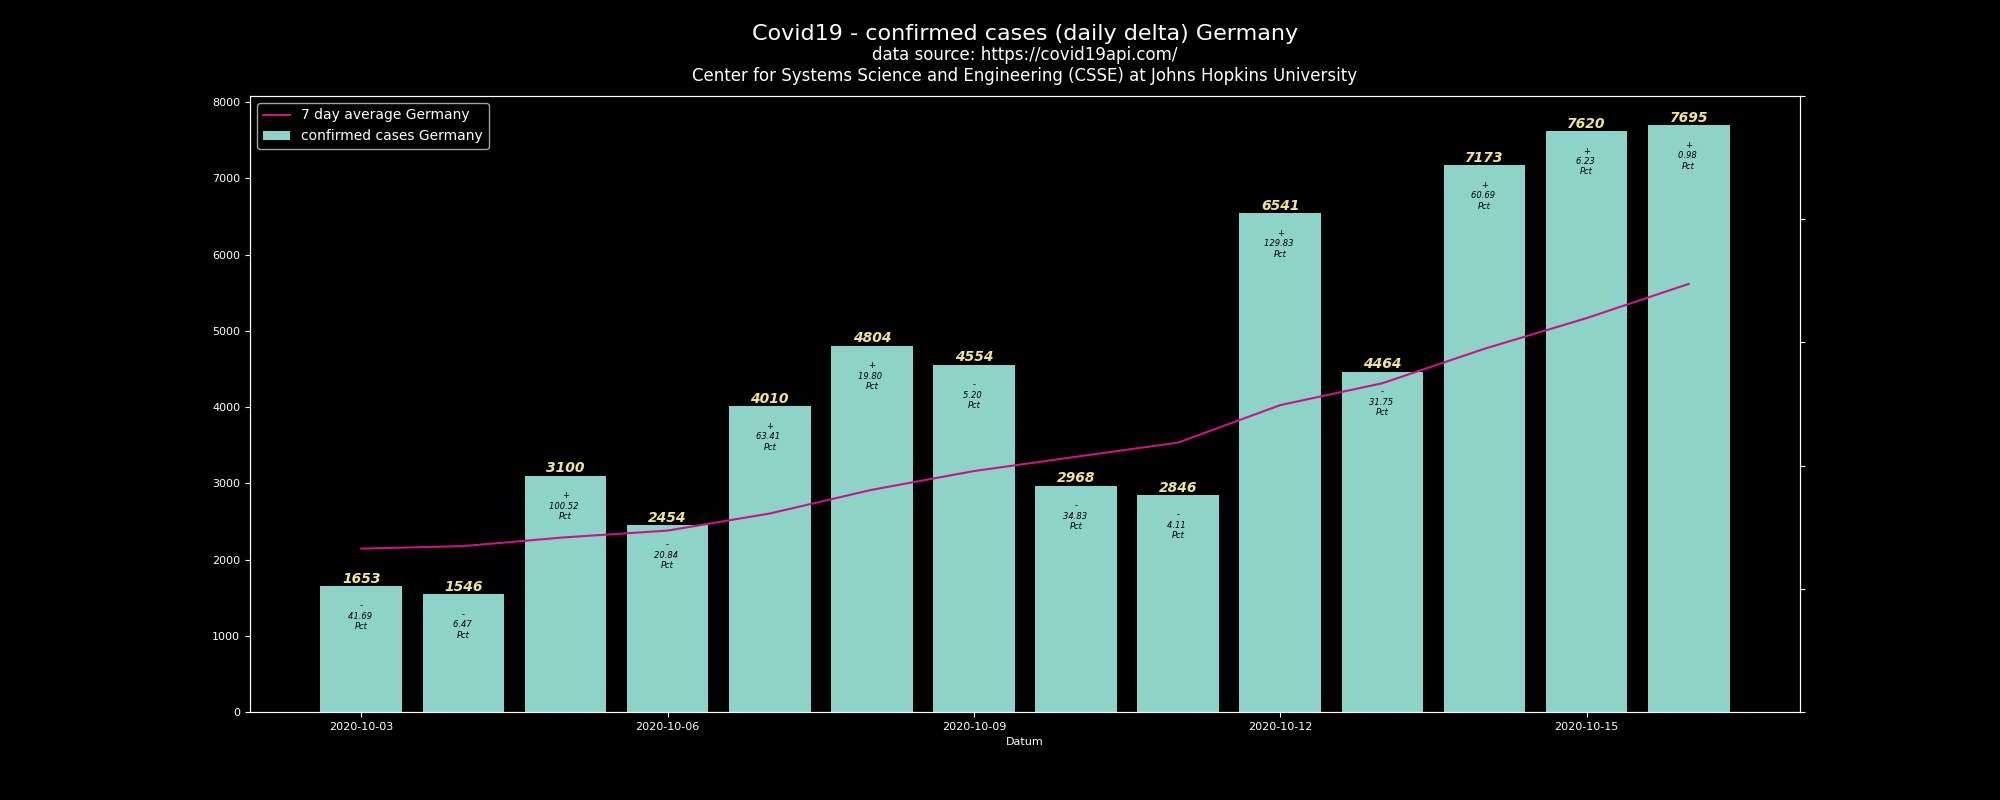 Covid19 - confirmed cases (daily delta) Germany
data source: https://covid19api.com/
Center for Systems Science and Engineering (CSSE) at Johns Hopkins University
7 day average Germany
confirmed cases Germany
8000
7000
6000
5000
4000
3000
2000
1000
0
1653
-
41.69
Pct
1546
-
6.47
Pct
3100
+
100.52
Pct
2454
-
20.84
Pct
4010
+
63.41
Pct
4804
+
19.80
Pct
4554
-
5.20
Pct
2968
-
34.83
Pct
2846
-
4.11
Pct
6541
+
129.83
Pct
4464
-
31.75
Pct
7173
+
60.69
Pct
7620
+
6.23
Pct
7695
+
0.98
Pct
2020-10-03
2020-10-06
2020-10-09
2020-10-12
2020-10-15
Datum